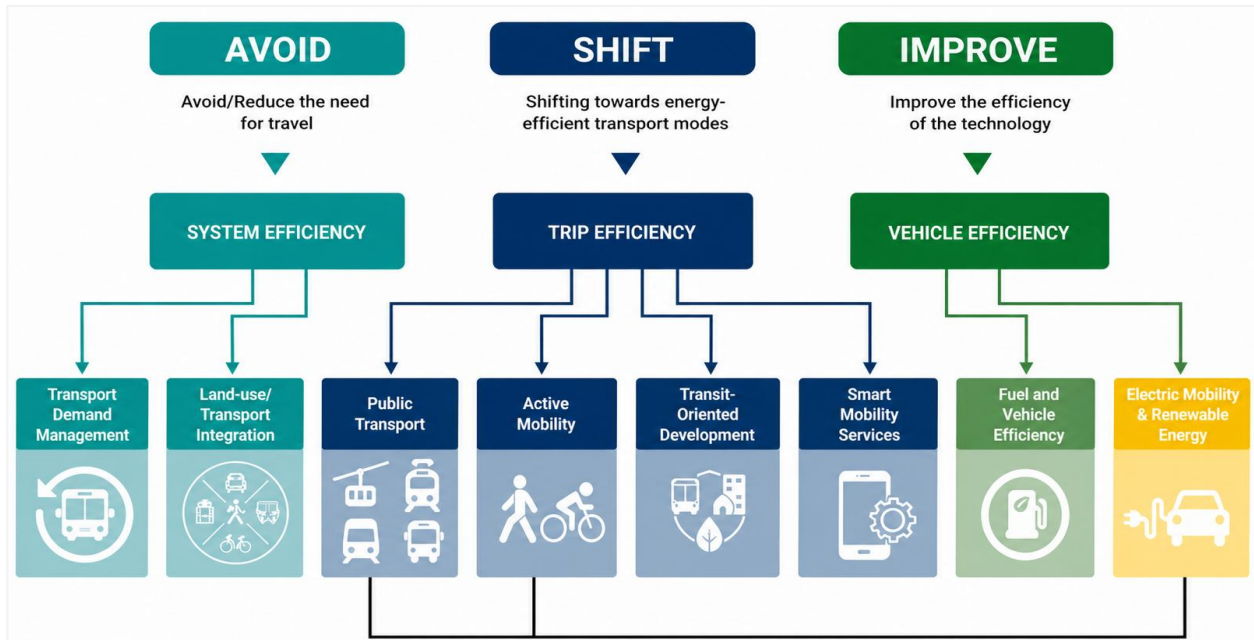 AVOID
SHIFT
IMPROVE
Avoid/Reduce the need
for travel
Shifting towards energy-
efficient transport modes
Improve the efficiency
of the technology
SYSTEM EFFICIENCY
TRIP EFFICIENCY
VEHICLE EFFICIENCY
Transport
Demand
Management
Land-use/
Transport
Integration
Public
Transport
Active
Mobility
Transit-
Oriented
Development
Smart
Mobility
Services
Fuel and
Vehicle
Efficiency
Electric Mobility
& Renewable
Energy